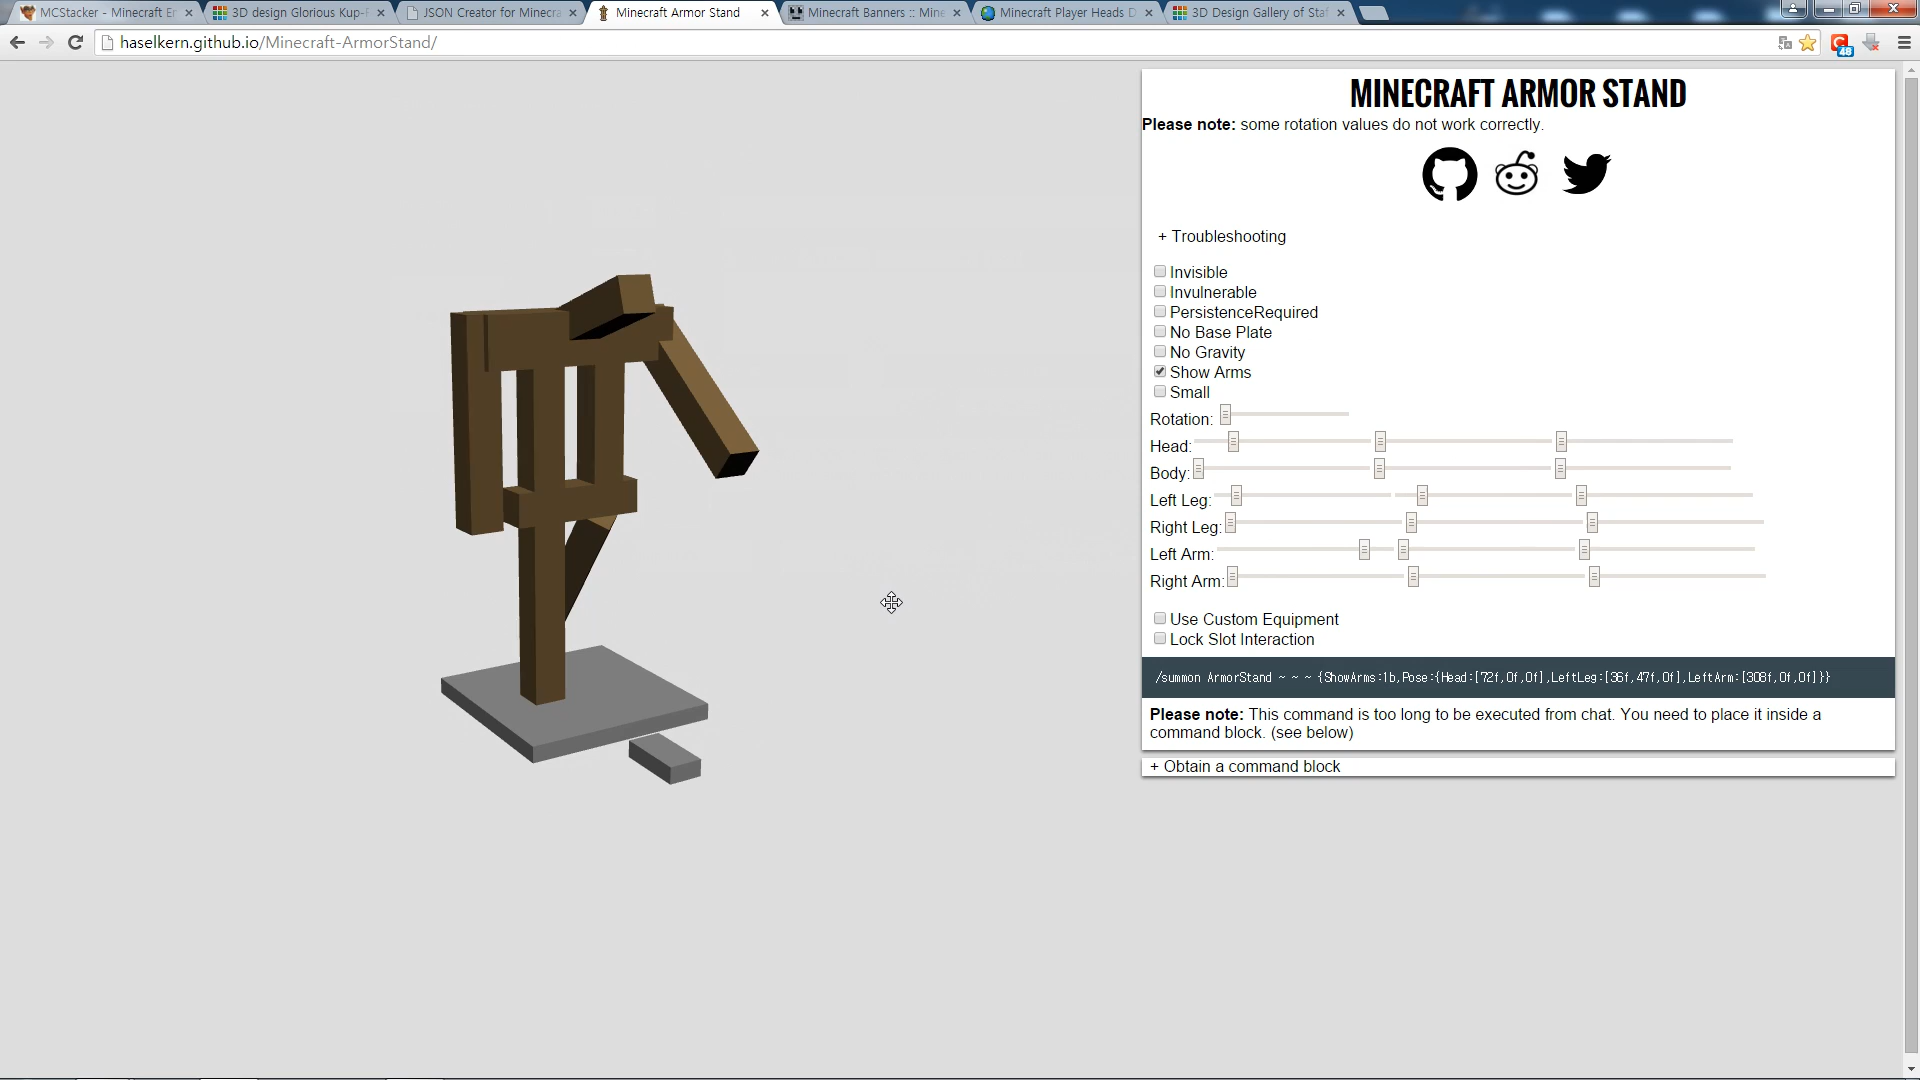 MCStacker - Minecraft En
3D design Glorious Kup-F
JSON Creator for Minecra
Minecraft Armor Stand
Minecraft Banners :: Mine
Minecraft Player Heads D
3D Design Gallery of Staf
haselkern.github.io/Minecraft-ArmorStand/
48
MINECRAFT ARMOR STAND
Please note: some rotation values do not work correctly.
+ Troubleshooting
Invisible
Invulnerable
PersistenceRequired
No Base Plate
No Gravity
Show Arms
Small
Rotation:
Head:
Body:
Left Leg:
Right Leg:
Left Arm:
Right Arm:
Use Custom Equipment
Lock Slot Interaction
/summon ArmorStand ~ ~ ~ {ShowArms:1b,Pose:{Head:[72f,0f,0f],LeftLeg:[36f,47f,0f],LeftArm:[308f,0f,0f]}}
Please note: This command is too long to be executed from chat. You need to place it inside a
command block. (see below)
+ Obtain a command block